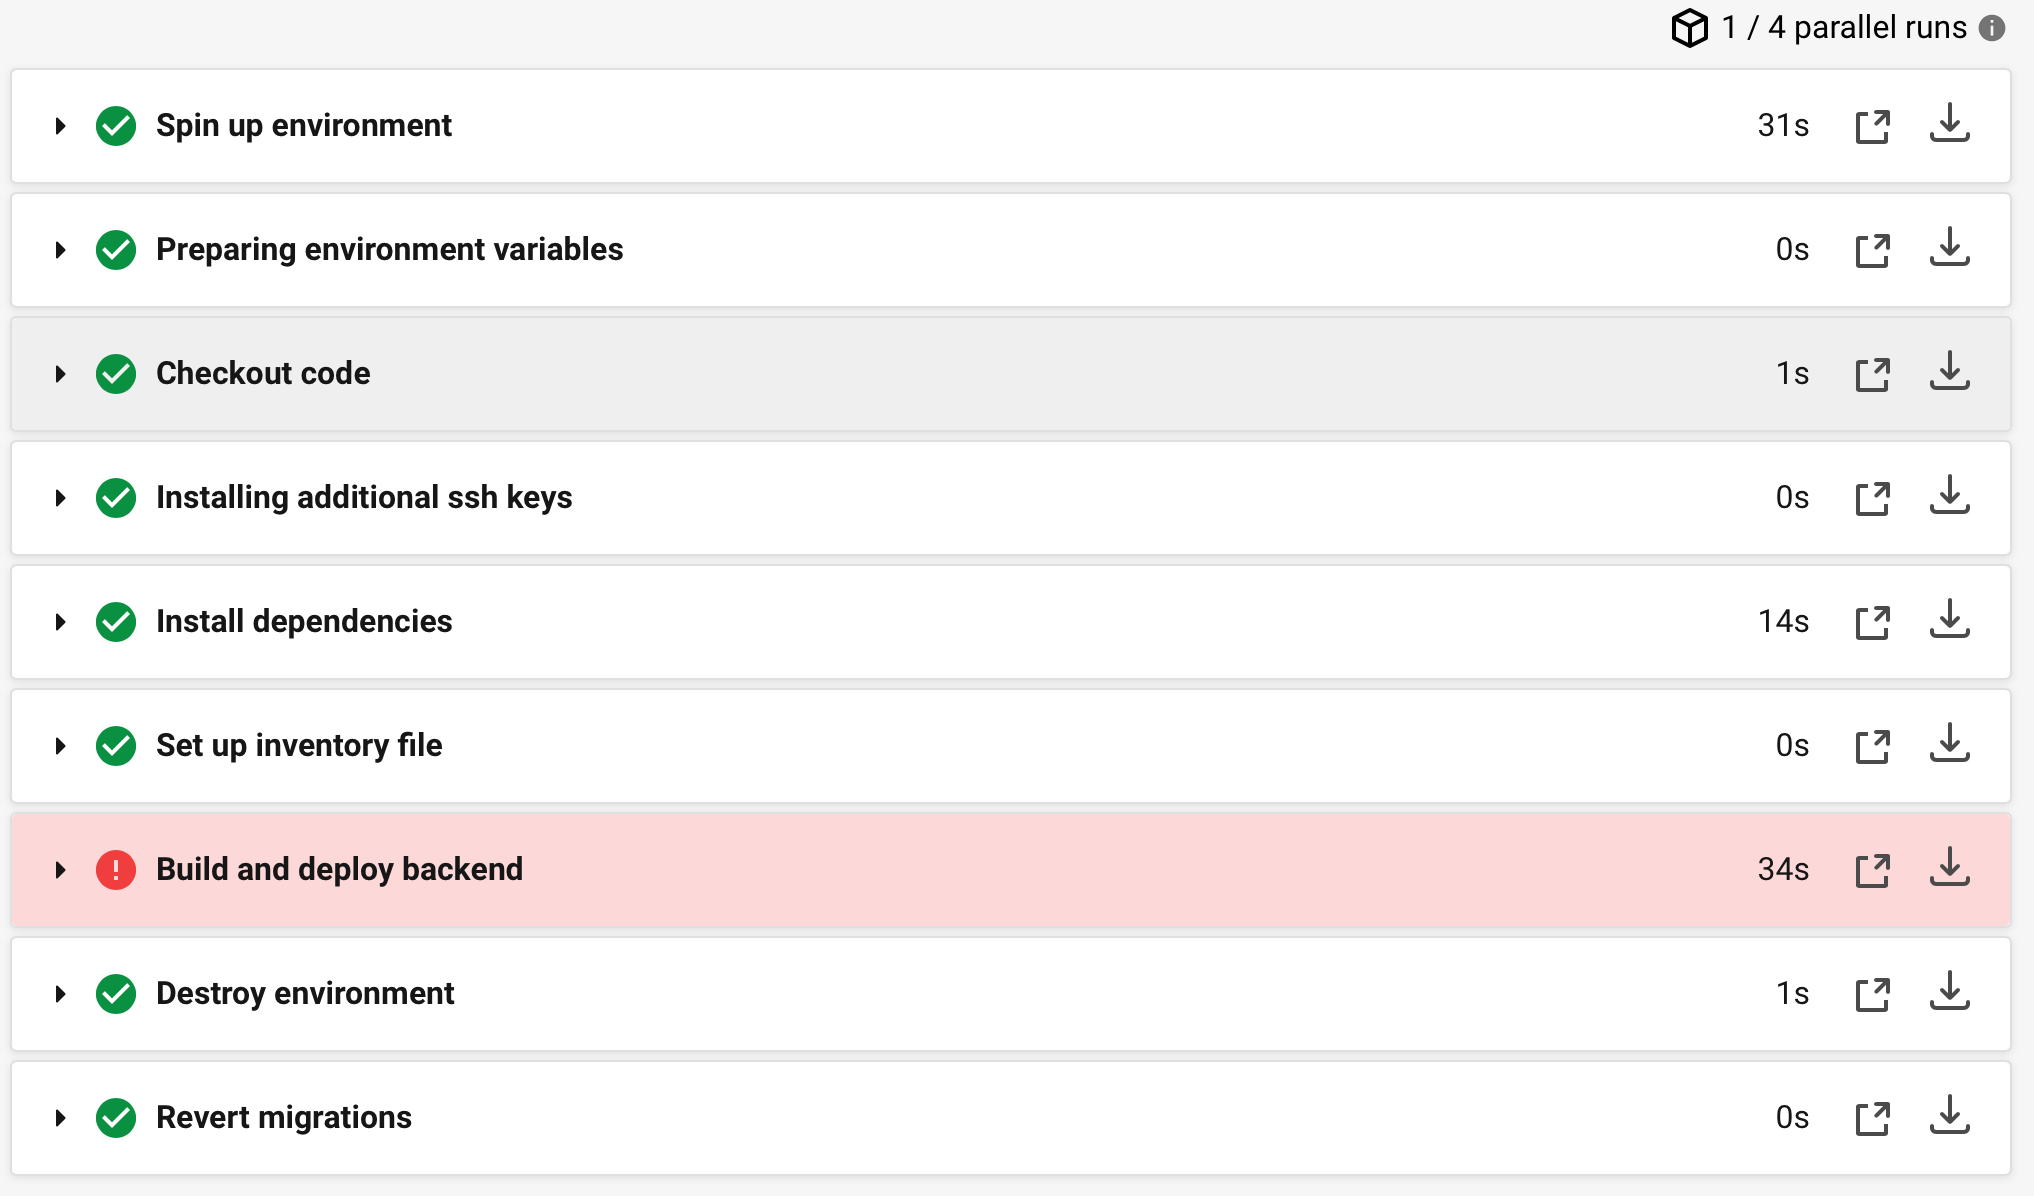 1 / 4 parallel runs
Spin up environment 31s
Preparing environment variables 0s
Checkout code 1s
Installing additional ssh keys 0s
Install dependencies 14s
Set up inventory file 0s
Build and deploy backend 34s
Destroy environment 1s
Revert migrations 0s